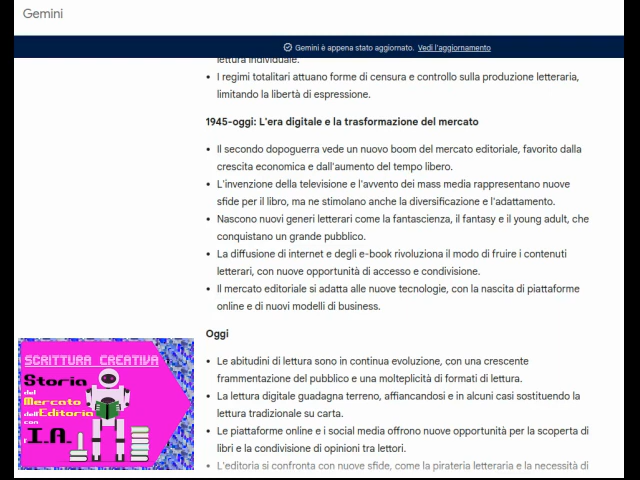 Gemini
Gemini è appena stato aggiornato. Vedi l'aggiornamento
lettura individuale.
• I regimi totalitari attuano forme di censura e controllo sulla produzione letteraria,
limitando la libertà di espressione.
1945-oggi: L'era digitale e la trasformazione del mercato
• Il secondo dopoguerra vede un nuovo boom del mercato editoriale, favorito dalla
crescita economica e dall'aumento del tempo libero.
• L'invenzione della televisione e l'avvento dei mass media rappresentano nuove
sfide per il libro, ma ne stimolano anche la diversificazione e l'adattamento.
• Nascono nuovi generi letterari come la fantascienza, il fantasy e il young adult, che
conquistano un grande pubblico.
• La diffusione di internet e degli e-book rivoluziona il modo di fruire i contenuti
letterari, con nuove opportunità di accesso e condivisione.
• Il mercato editoriale si adatta alle nuove tecnologie, con la nascita di piattaforme
online e di nuovi modelli di business.
Oggi
• Le abitudini di lettura sono in continua evoluzione, con una crescente
frammentazione del pubblico e una molteplicità di formati di lettura.
• La lettura digitale guadagna terreno, affiancandosi e in alcuni casi sostituendo la
lettura tradizionale su carta.
• Le piattaforme online e i social media offrono nuove opportunità per la scoperta di
libri e la condivisione di opinioni tra lettori.
• L'editoria si confronta con nuove sfide, come la pirateria letteraria e la necessità di
SCRITTURA CREATIVA
Storia
del
Mercato
dell'Editoria
con
l'I.A.